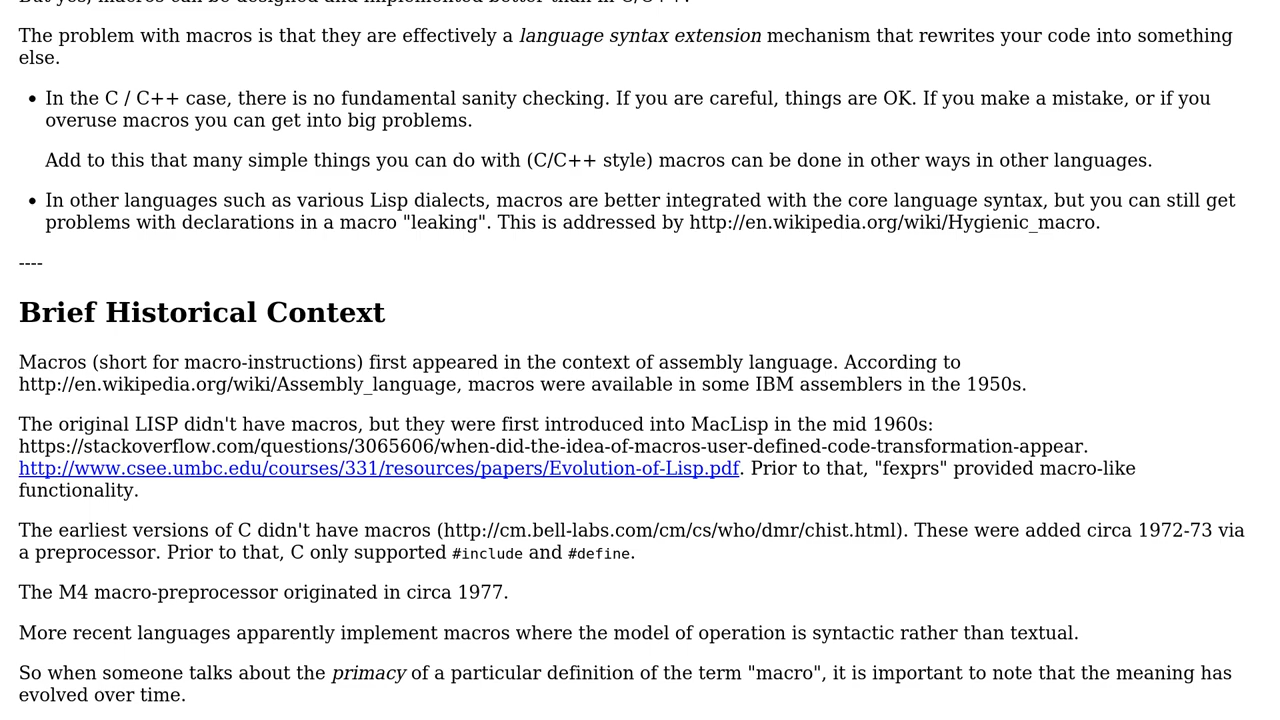 But yes, macros can be designed and implemented better than in C/C++.
The problem with macros is that they are effectively a language syntax extension mechanism that rewrites your code into something
else.
• In the C / C++ case, there is no fundamental sanity checking. If you are careful, things are OK. If you make a mistake, or if you
overuse macros you can get into big problems.
Add to this that many simple things you can do with (C/C++ style) macros can be done in other ways in other languages.
• In other languages such as various Lisp dialects, macros are better integrated with the core language syntax, but you can still get
problems with declarations in a macro "leaking". This is addressed by http://en.wikipedia.org/wiki/Hygienic_macro.
----
Brief Historical Context
Macros (short for macro-instructions) first appeared in the context of assembly language. According to
http://en.wikipedia.org/wiki/Assembly_language, macros were available in some IBM assemblers in the 1950s.
The original LISP didn't have macros, but they were first introduced into MacLisp in the mid 1960s:
https://stackoverflow.com/questions/3065606/when-did-the-idea-of-macros-user-defined-code-transformation-appear.
http://www.csee.umbc.edu/courses/331/resources/papers/Evolution-of-Lisp.pdf. Prior to that, "fexprs" provided macro-like
functionality.
The earliest versions of C didn't have macros (http://cm.bell-labs.com/cm/cs/who/dmr/chist.html). These were added circa 1972-73 via
a preprocessor. Prior to that, C only supported #include and #define.
The M4 macro-preprocessor originated in circa 1977.
More recent languages apparently implement macros where the model of operation is syntactic rather than textual.
So when someone talks about the primacy of a particular definition of the term "macro", it is important to note that the meaning has
evolved over time.